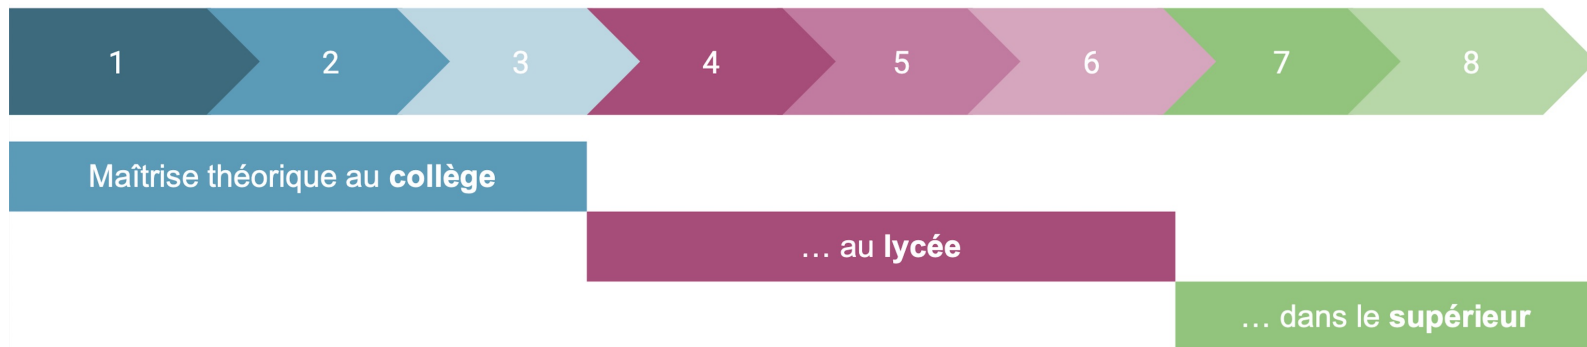 1 2 3 4 5 6 7 8
Maîtrise théorique au collège
… au lycée
… dans le supérieur